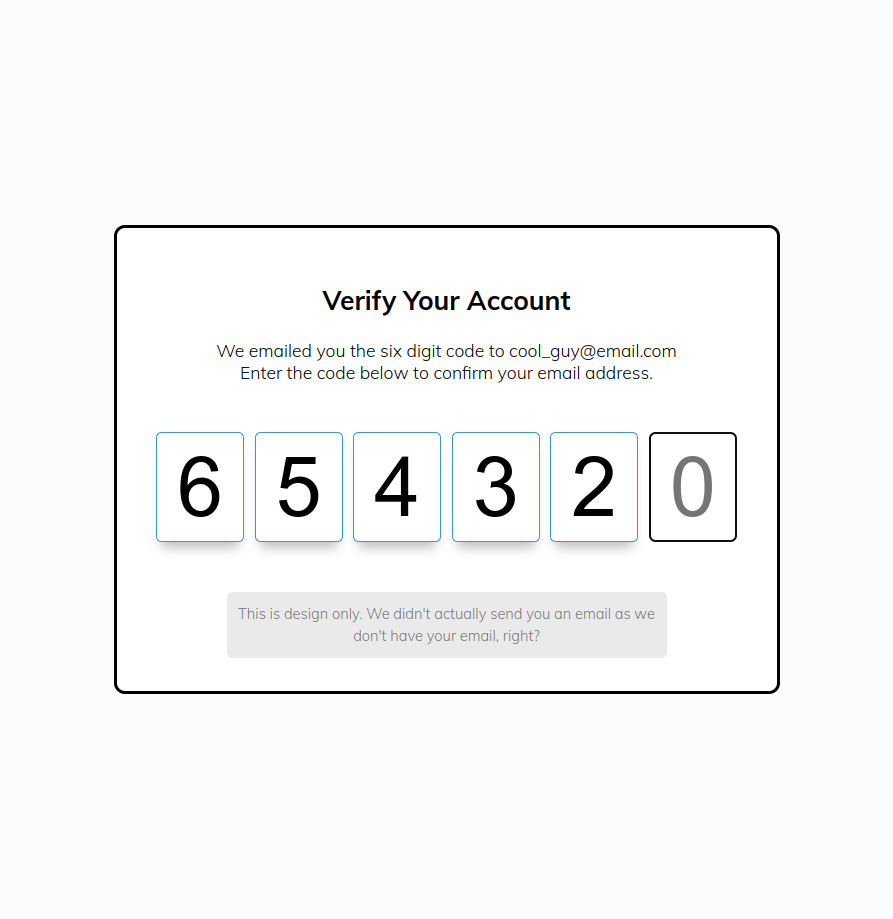 Verify Your Account
We emailed you the six digit code to cool_guy@email.com
Enter the code below to confirm your email address.
6 5 4 3 2 0
This is design only. We didn't actually send you an email as we
don't have your email, right?